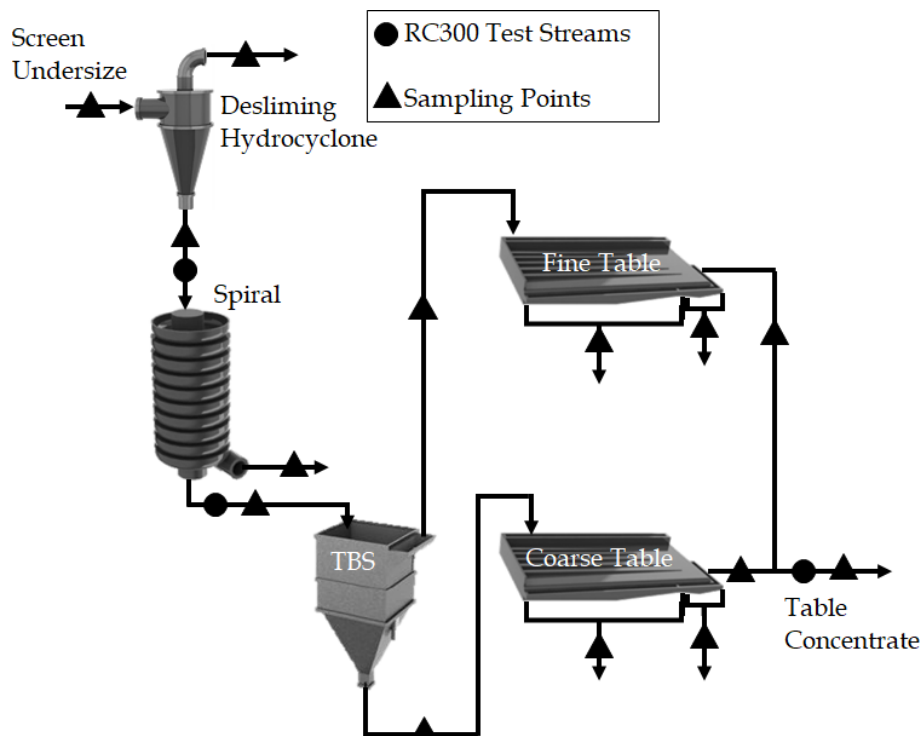 Screen
Undersize
RC300 Test Streams
Sampling Points
Desliming
Hydrocyclone
Fine Table
Spiral
TBS
Coarse Table
Table
Concentrate